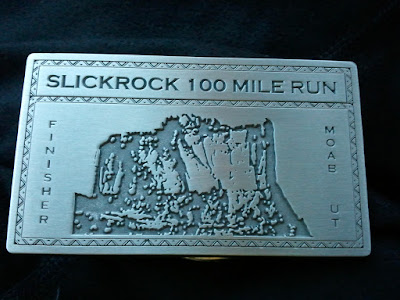 SLICKROCK 100 MILE RUN
FINISHER
MOAB UT